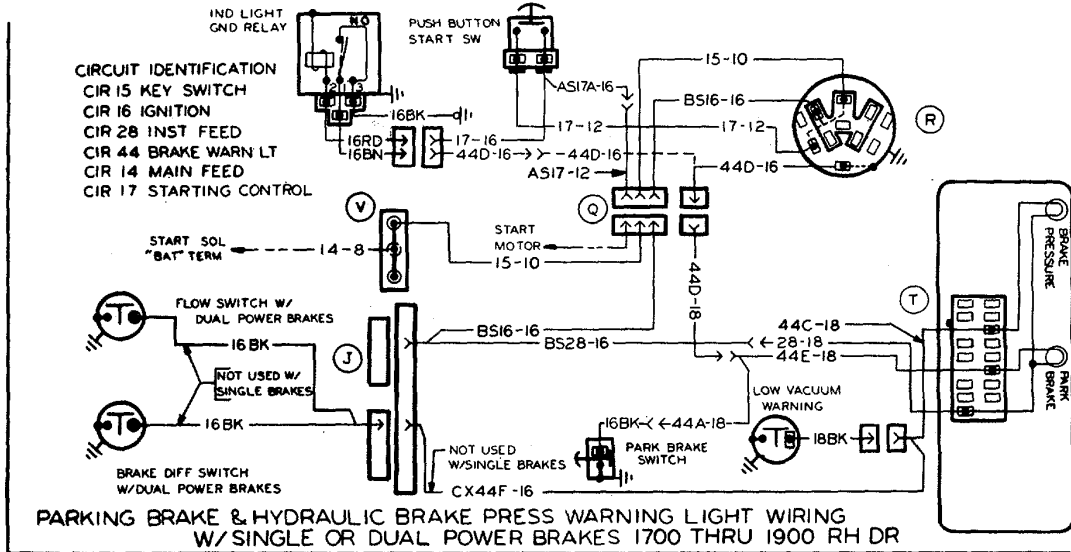 IND LIGHT
GND RELAY
N.O
2 1 3
PUSH BUTTON
START SW
CIRCUIT IDENTIFICATION
CIR 15 KEY SWITCH
CIR 16 IGNITION
CIR 28 INST FEED
CIR 44 BRAKE WARN LT
CIR 14 MAIN FEED
CIR 17 STARTING CONTROL
16BK
16RD
16BN
17-16
44D-16
44D-16
AS17A-16
15-10
BS16-16
17-12
17-12
44D-16
AS17-12
R
V
Q
START SOL
"BAT" TERM
14-8
START
MOTOR
15-10
44D-18
T
BRAKE
PRESSURE
PARK
BRAKE
FLOW SWITCH W/
DUAL POWER BRAKES
16BK
NOT USED W/
SINGLE BRAKES
16BK
BRAKE DIFF SWITCH
W/DUAL POWER BRAKES
J
BS16-16
BS28-16
44C-18
28-18
44E-18
LOW VACUUM
WARNING
16BK
44A-18
18BK
PARK BRAKE
SWITCH
NOT USED
W/SINGLE BRAKES
CX44F-16
PARKING BRAKE & HYDRAULIC BRAKE PRESS WARNING LIGHT WIRING
W/ SINGLE OR DUAL POWER BRAKES 1700 THRU 1900 RH DR